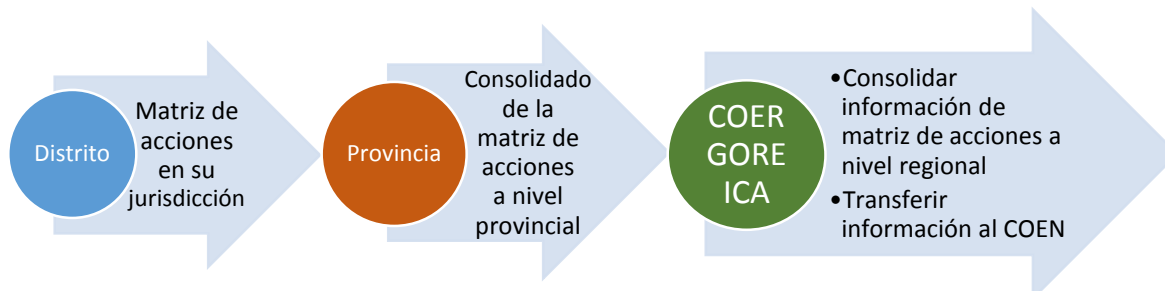 Distrito
Matriz de
acciones
en su
jurisdicción
Provincia
Consolidado
de la
matriz de
acciones
a nivel
provincial
COER
GORE
ICA
•Consolidar
información de
matriz de acciones a
nivel regional
•Transferir
información al COEN